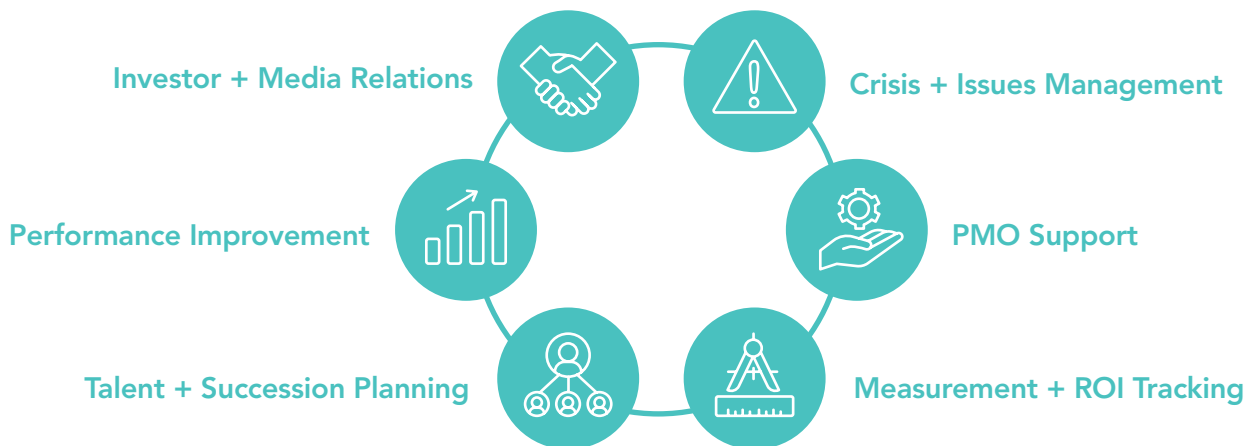 Investor + Media Relations
Crisis + Issues Management
Performance Improvement
PMO Support
Talent + Succession Planning
Measurement + ROI Tracking